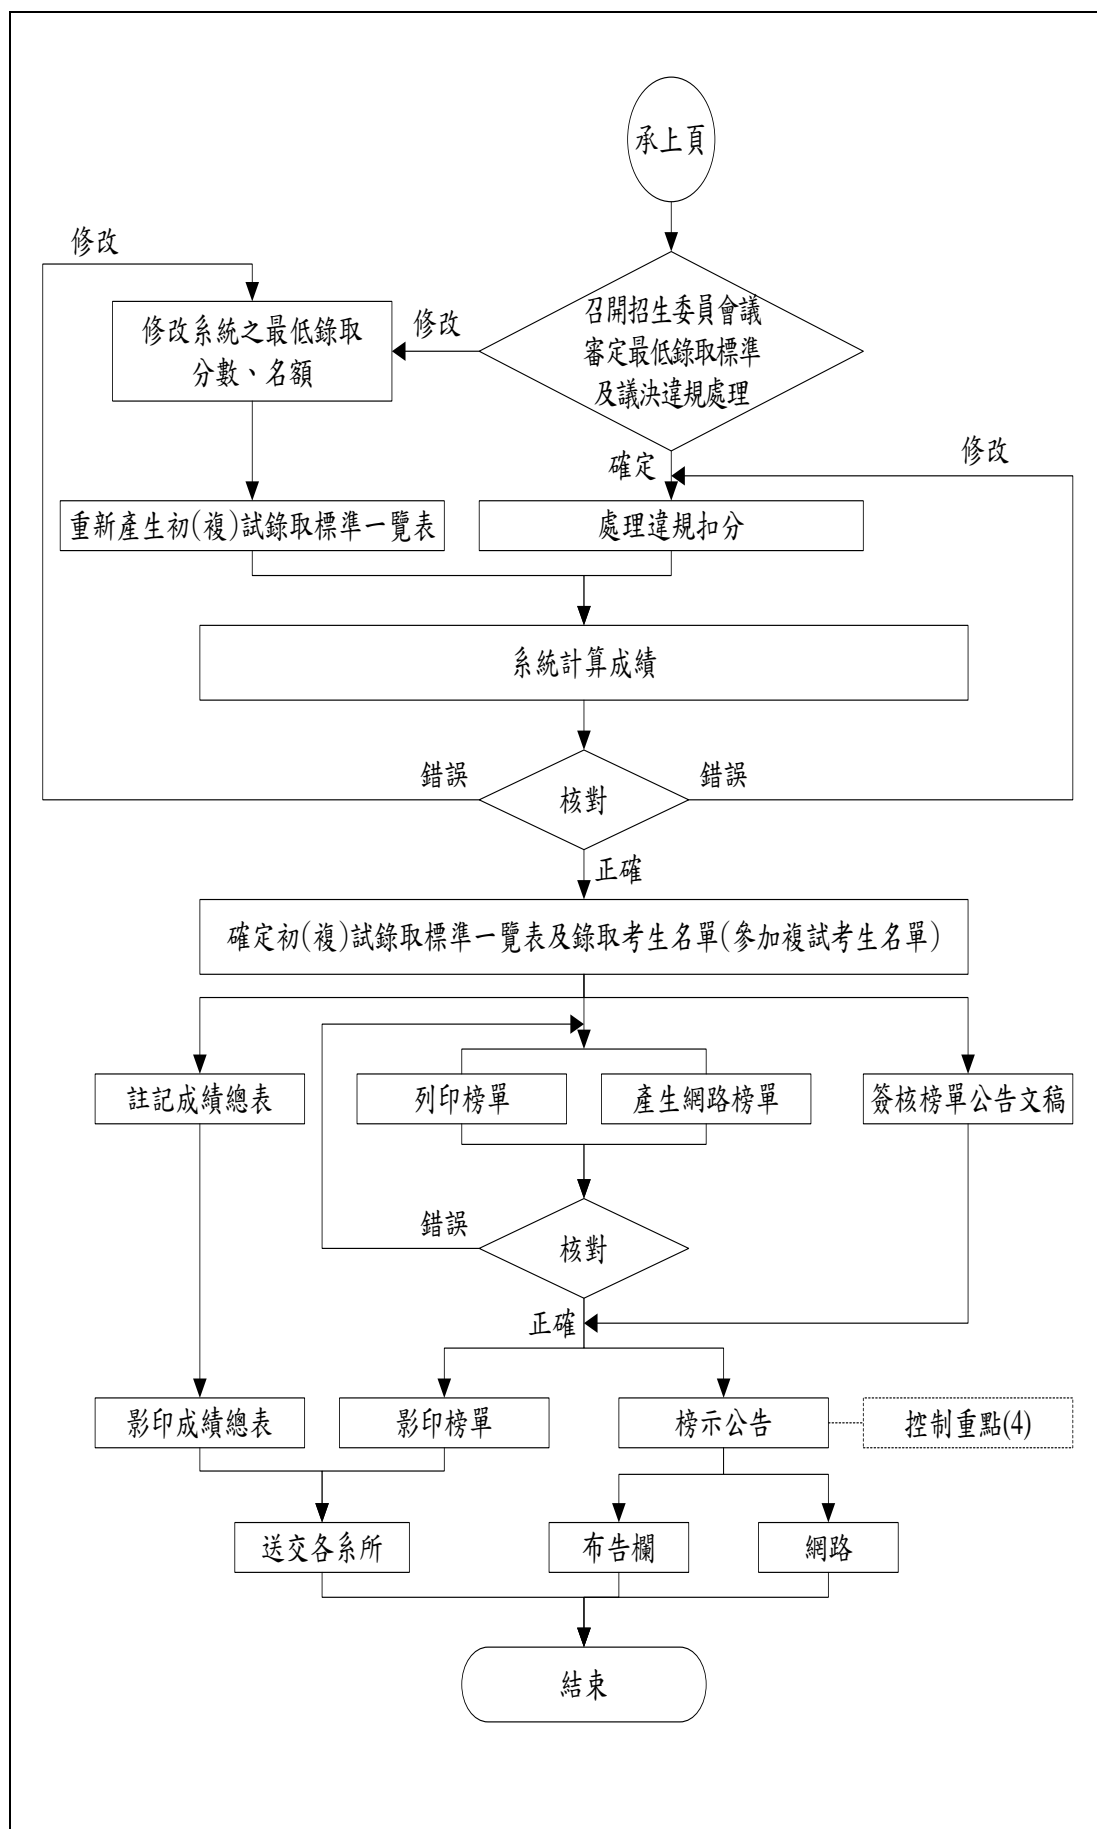 承上頁
修改
召開招生委員會議
審定最低錄取標準
及議決違規處理
修改
修改系統之最低錄取
分數、名額
確定
修改
重新產生初(複)試錄取標準一覽表
處理違規扣分
系統計算成績
錯誤
核對
錯誤
正確
確定初(複)試錄取標準一覽表及錄取考生名單(參加複試考生名單)
註記成績總表
列印榜單
產生網路榜單
簽核榜單公告文稿
錯誤
核對
正確
影印成績總表
影印榜單
榜示公告
控制重點(4)
送交各系所
布告欄
網路
結束